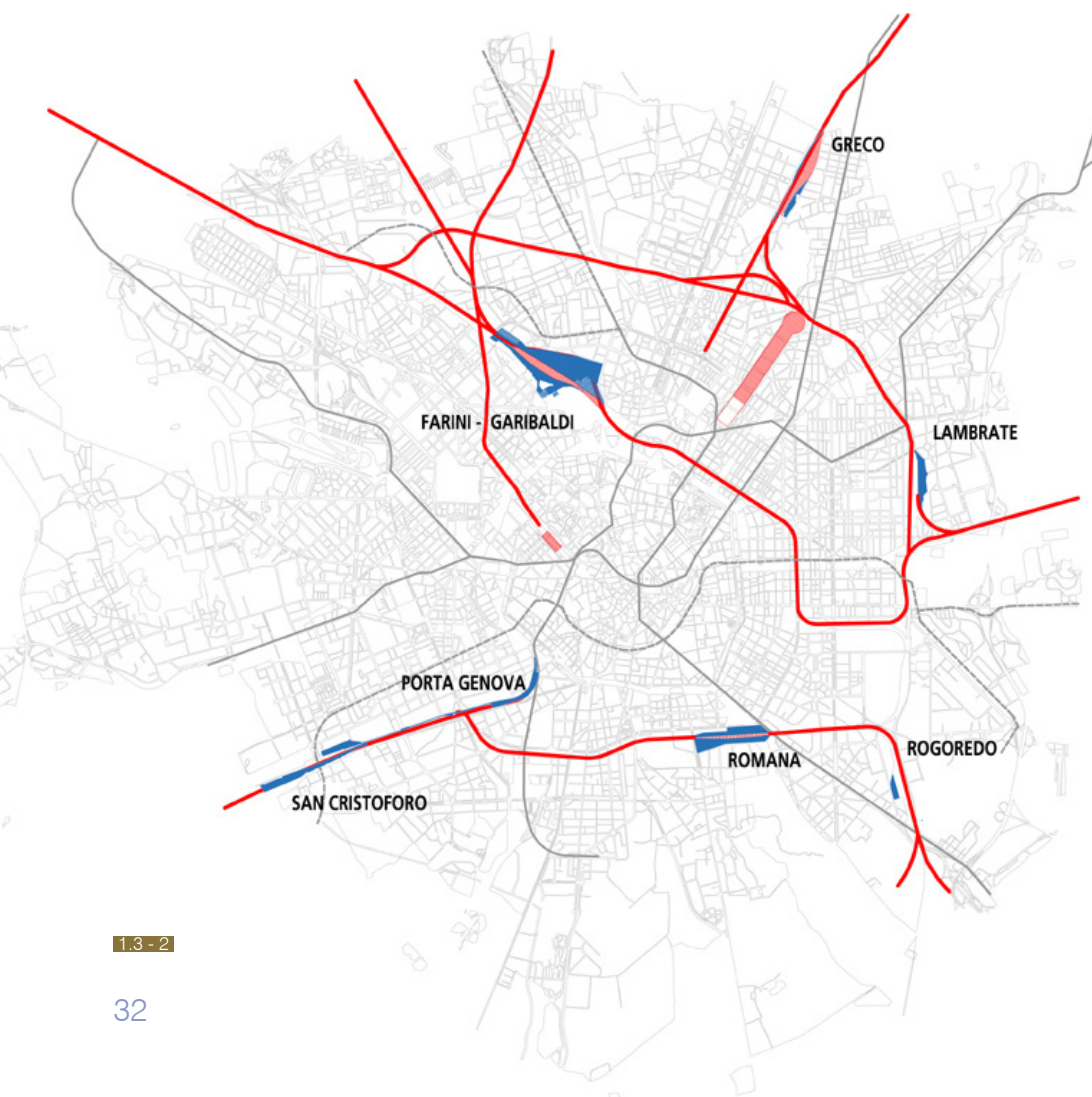 GRECO
FARINI - GARIBALDI
LAMBRATE
PORTA GENOVA
ROMANA
ROGOREDO
SAN CRISTOFORO
1.3 - 2
32